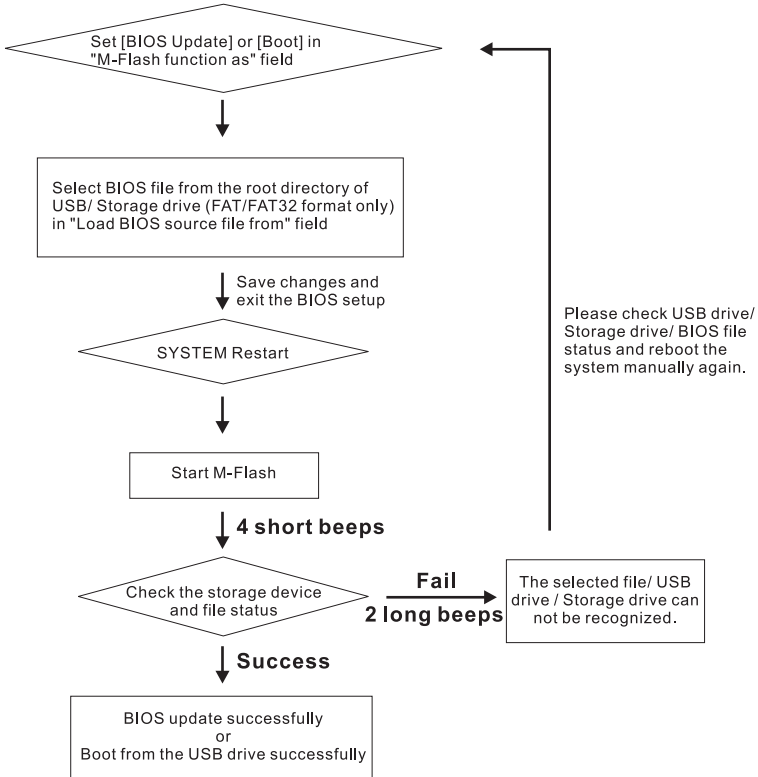 Set [BIOS Update] or [Boot] in
"M-Flash function as" field
Select BIOS file from the root directory of
USB/ Storage drive (FAT/FAT32 format only)
in "Load BIOS source file from" field
Save changes and
exit the BIOS setup
SYSTEM Restart
Start M-Flash
4 short beeps
Check the storage device
and file status
Fail
2 long beeps
The selected file/ USB
drive / Storage drive can
not be recognized.
Please check USB drive/
Storage drive/ BIOS file
status and reboot the
system manually again.
Success
BIOS update successfully
or
Boot from the USB drive successfully